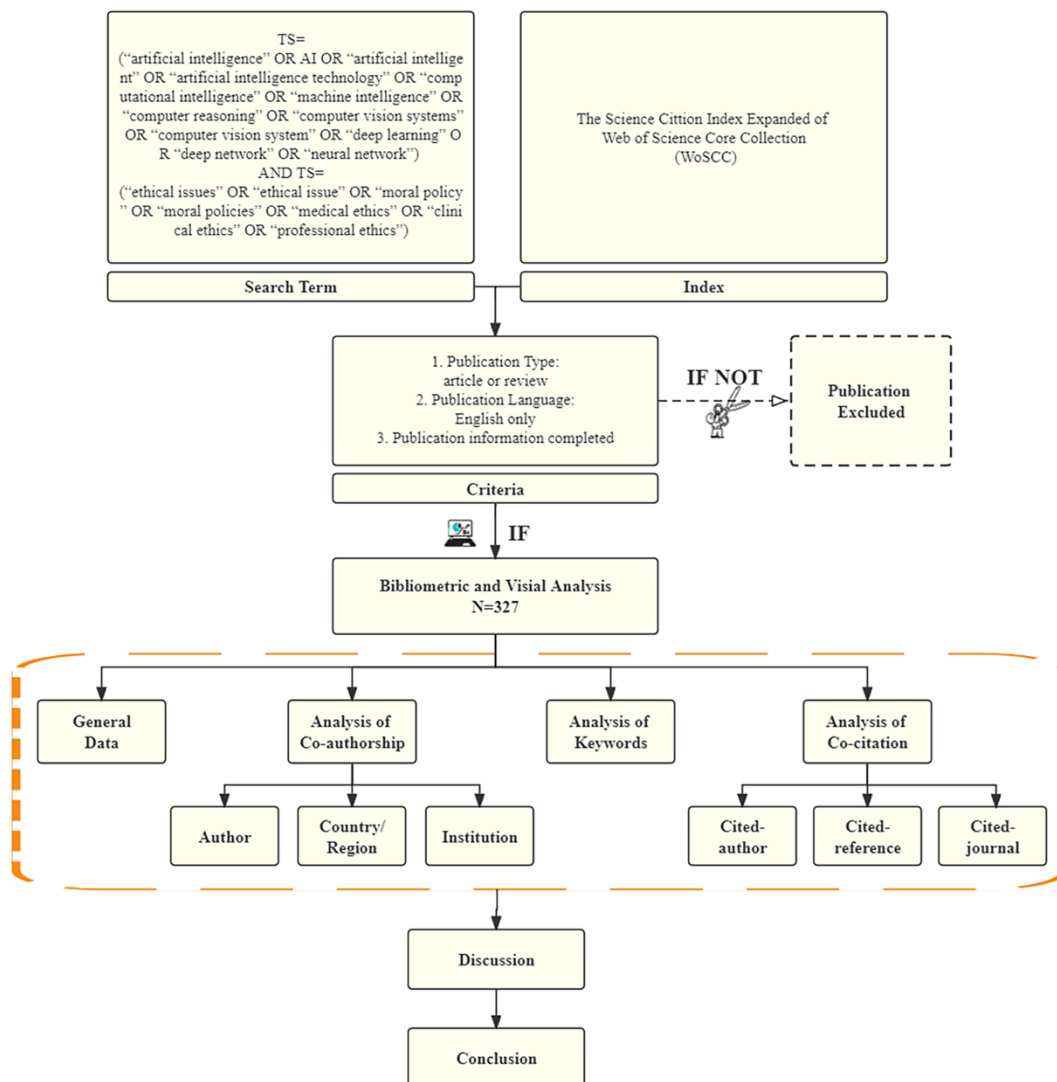 TS=
(“artificial intelligence” OR AI OR “artificial intellige
nt” OR “artificial intelligence technology” OR “comp
utational intelligence” OR “machine intelligence” OR
“computer reasoning” OR “computer vision systems”
OR “computer vision system” OR “deep learning” O
R “deep network” OR “neural network”)
AND TS=
(“ethical issues” OR “ethical issue” OR “moral policy
” OR “moral policies” OR “medical ethics” OR “clini
cal ethics” OR “professional ethics”)
The Science Cittion Index Expanded of
Web of Science Core Collection
(WoSCC)
Search Term
Index
1. Publication Type:
article or review
2. Publication Language:
English only
3. Publication information completed
IF NOT
Publication
Excluded
Criteria
IF
Bibliometric and Visial Analysis
N=327
General
Data
Analysis of
Co-authorship
Analysis of
Keywords
Analysis of
Co-citation
Author
Country/
Region
Institution
Cited-
author
Cited-
reference
Cited-
journal
Discussion
Conclusion